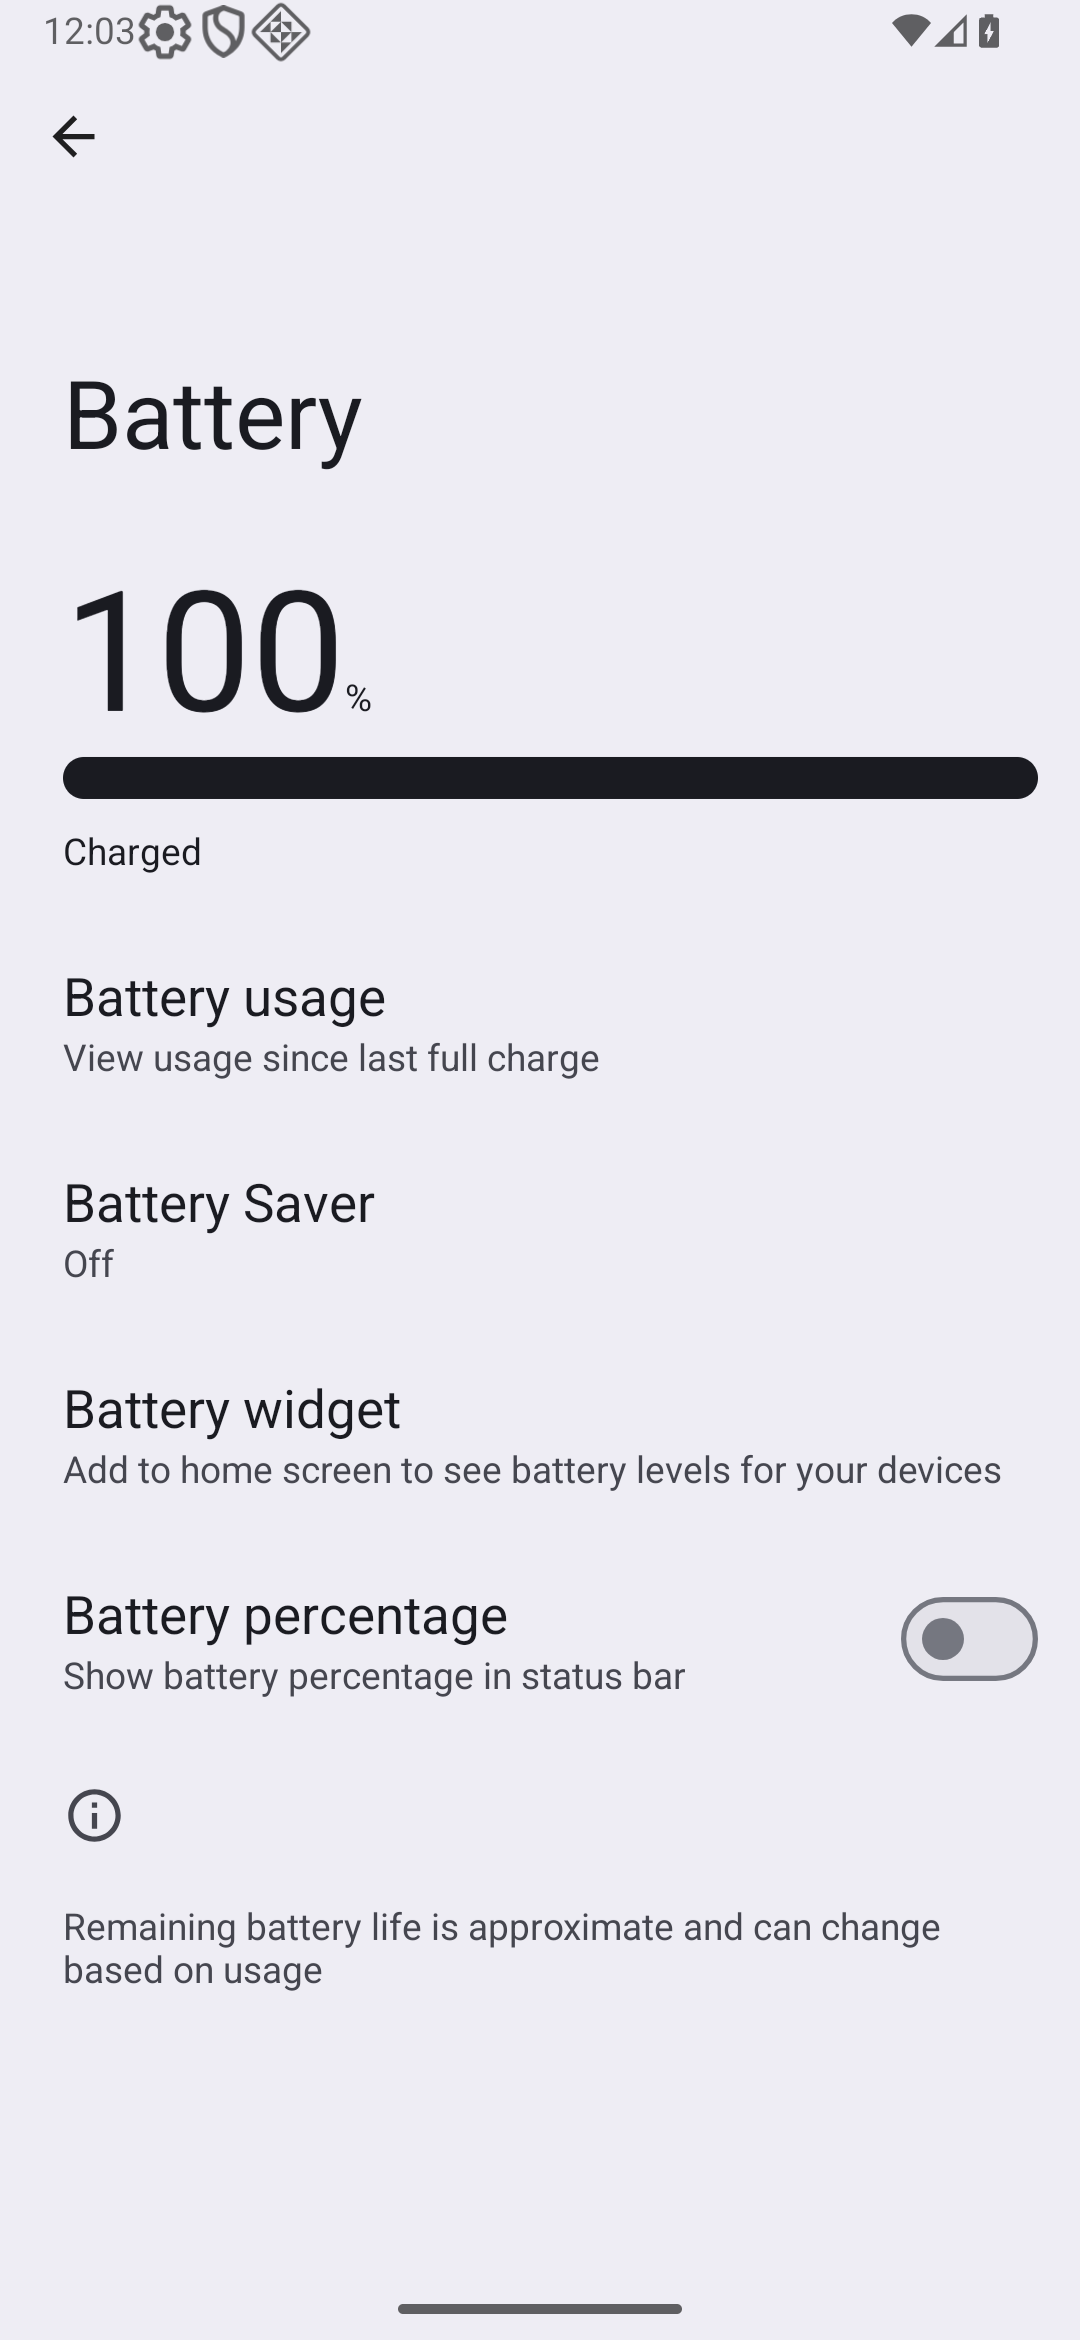 12:03
Battery
100%
Charged
Battery usage
View usage since last full charge
Battery Saver
Off
Battery widget
Add to home screen to see battery levels for your devices
Battery percentage
Show battery percentage in status bar
Remaining battery life is approximate and can change
based on usage